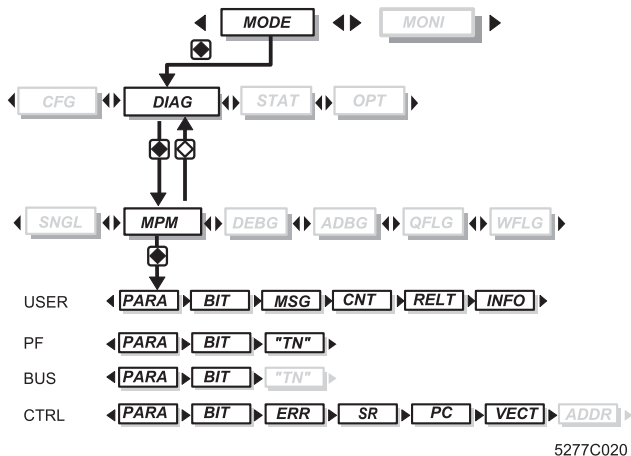 MODE MONI
CFG DIAG STAT OPT
SNGL MPM DEBG ADBG QFLG WFLG
USER PARA BIT MSG CNT RELT INFO
PF PARA BIT "TN"
BUS PARA BIT "TN"
CTRL PARA BIT ERR SR PC VECT ADDR
5277C020